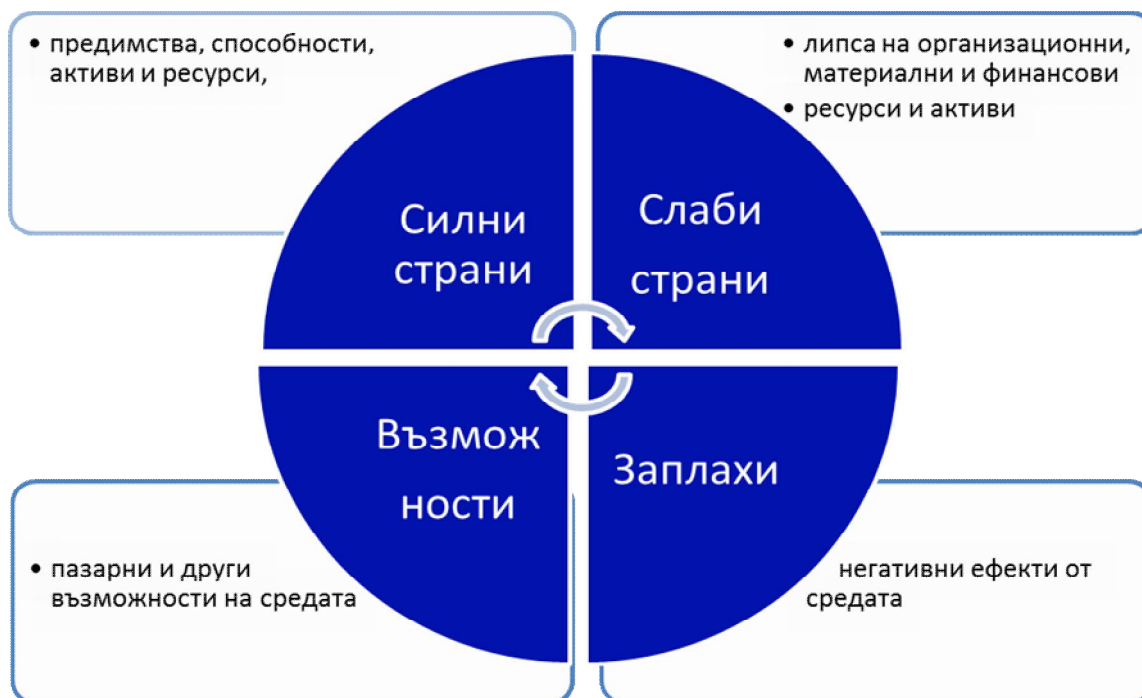 • предимства, способности,
активи и ресурси,
• липса на организационни,
материални и финансови
• ресурси и активи
Силни
страни
Слаби
страни
Възмож
ности
Заплахи
• пазарни и други
възможности на средата
негативни ефекти от
средата